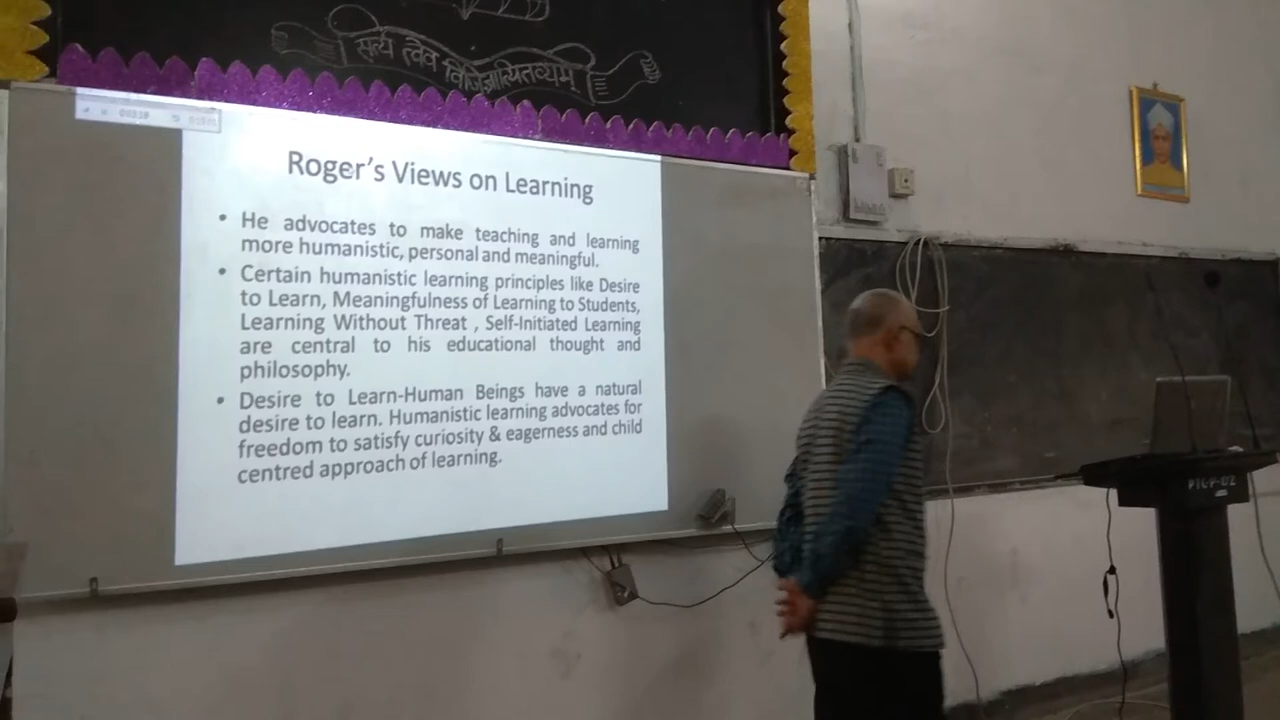 सत्य त्वेव
विजिज्ञासितव्यम्
Roger's Views on Learning
• He advocates to make teaching and learning
more humanistic, personal and meaningful.
• Certain humanistic learning principles like Desire
to Learn, Meaningfulness of Learning to Students,
Learning Without Threat , Self-Initiated Learning
are central to his educational thought and
philosophy.
• Desire to Learn-Human Beings have a natural
desire to learn. Humanistic learning advocates for
freedom to satisfy curiosity & eagerness and child
centred approach of learning.